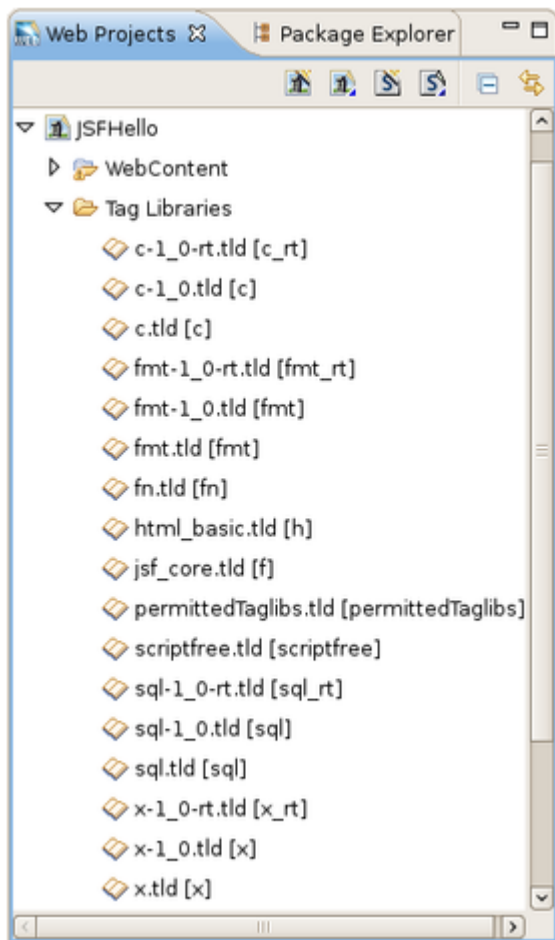 Web Projects Package Explorer
JSFHello
WebContent
Tag Libraries
c-1_0-rt.tld [c_rt]
c-1_0.tld [c]
c.tld [c]
fmt-1_0-rt.tld [fmt_rt]
fmt-1_0.tld [fmt]
fmt.tld [fmt]
fn.tld [fn]
html_basic.tld [h]
jsf_core.tld [f]
permittedTaglibs.tld [permittedTaglibs]
scriptfree.tld [scriptfree]
sql-1_0-rt.tld [sql_rt]
sql-1_0.tld [sql]
sql.tld [sql]
x-1_0-rt.tld [x_rt]
x-1_0.tld [x]
x.tld [x]